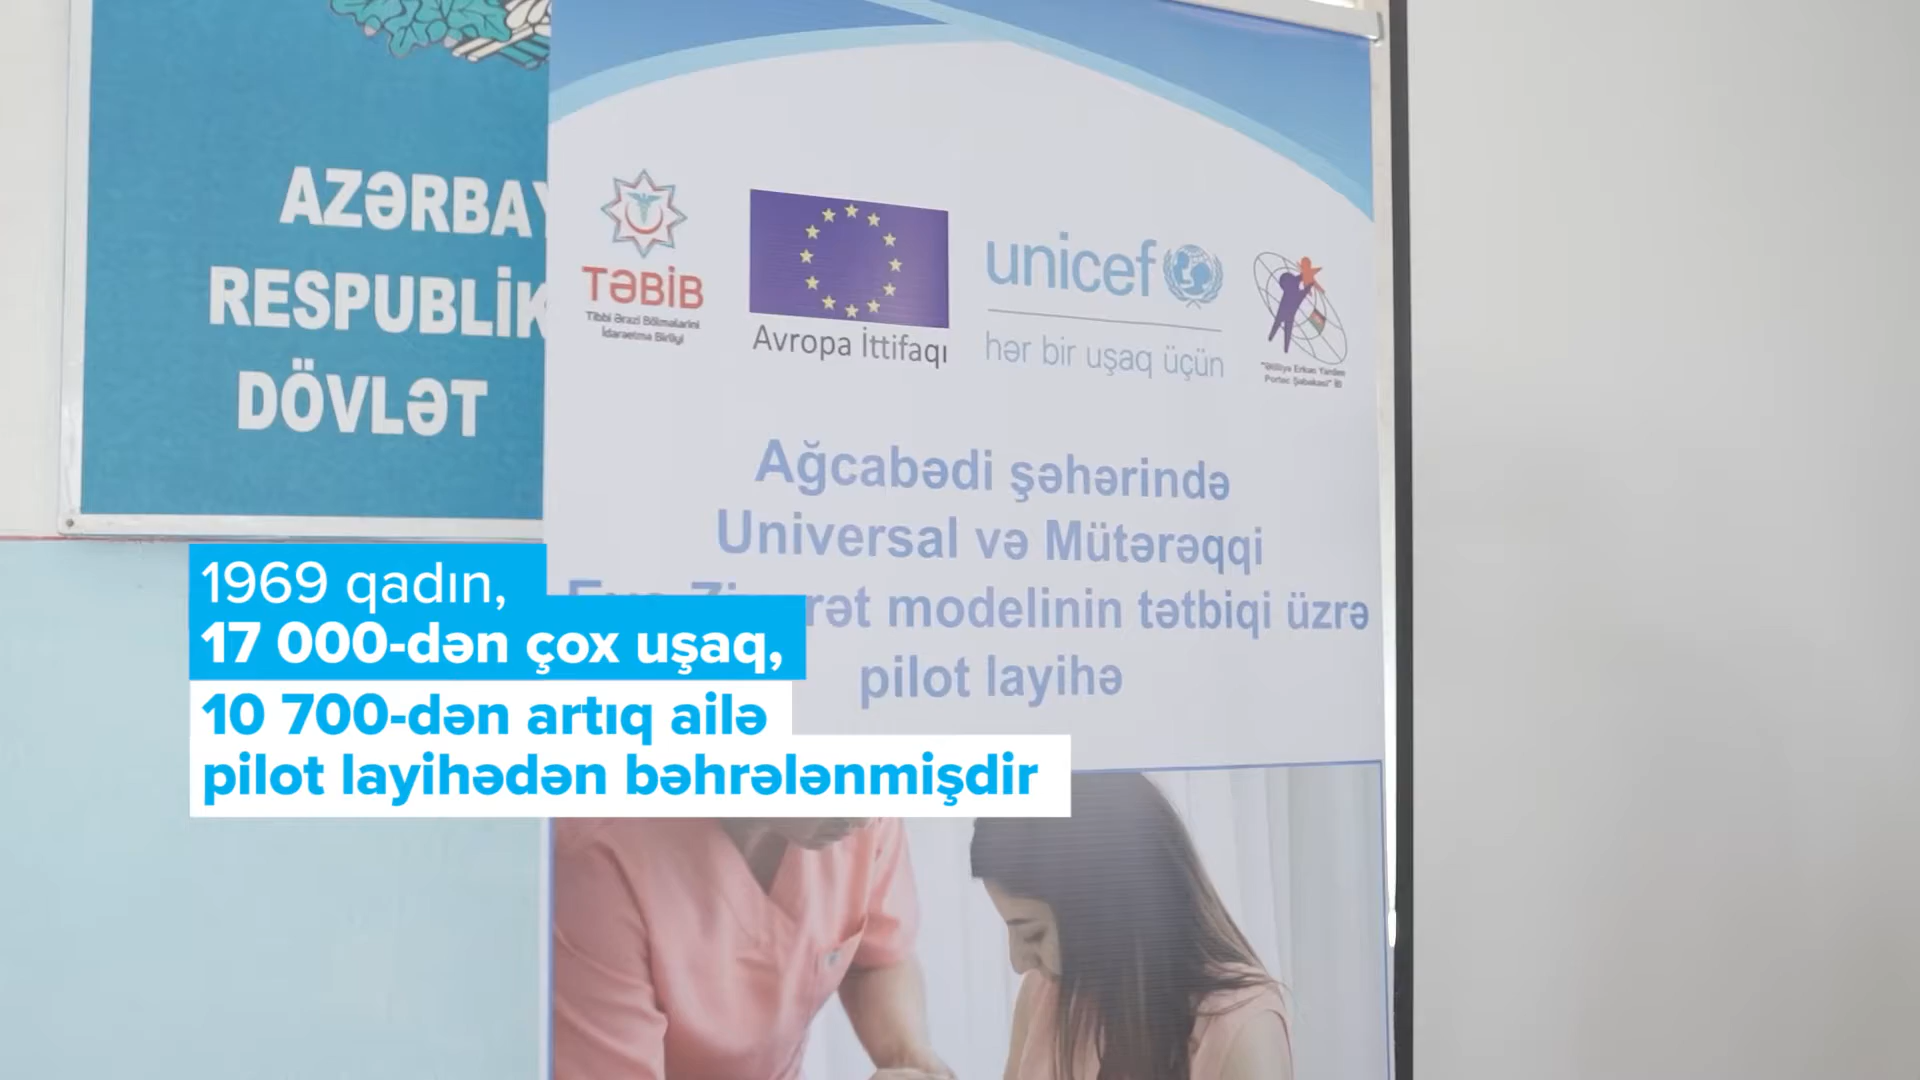 AZƏRBAY
RESPUBLİK
DÖVLƏT
TƏBİB
Tibbi Ərazi Bölmələrini
İdarəetmə Birliyi
Avropa İttifaqı
unicef
hər bir uşaq üçün
Ağcabədi şəhərində
Universal və Mütərəqqi
modelinin tətbiqi üzrə
pilot layihə
1969 qadın,
17 000-dən çox uşaq,
10 700-dən artıq ailə
pilot layihədən bəhrələnmişdir